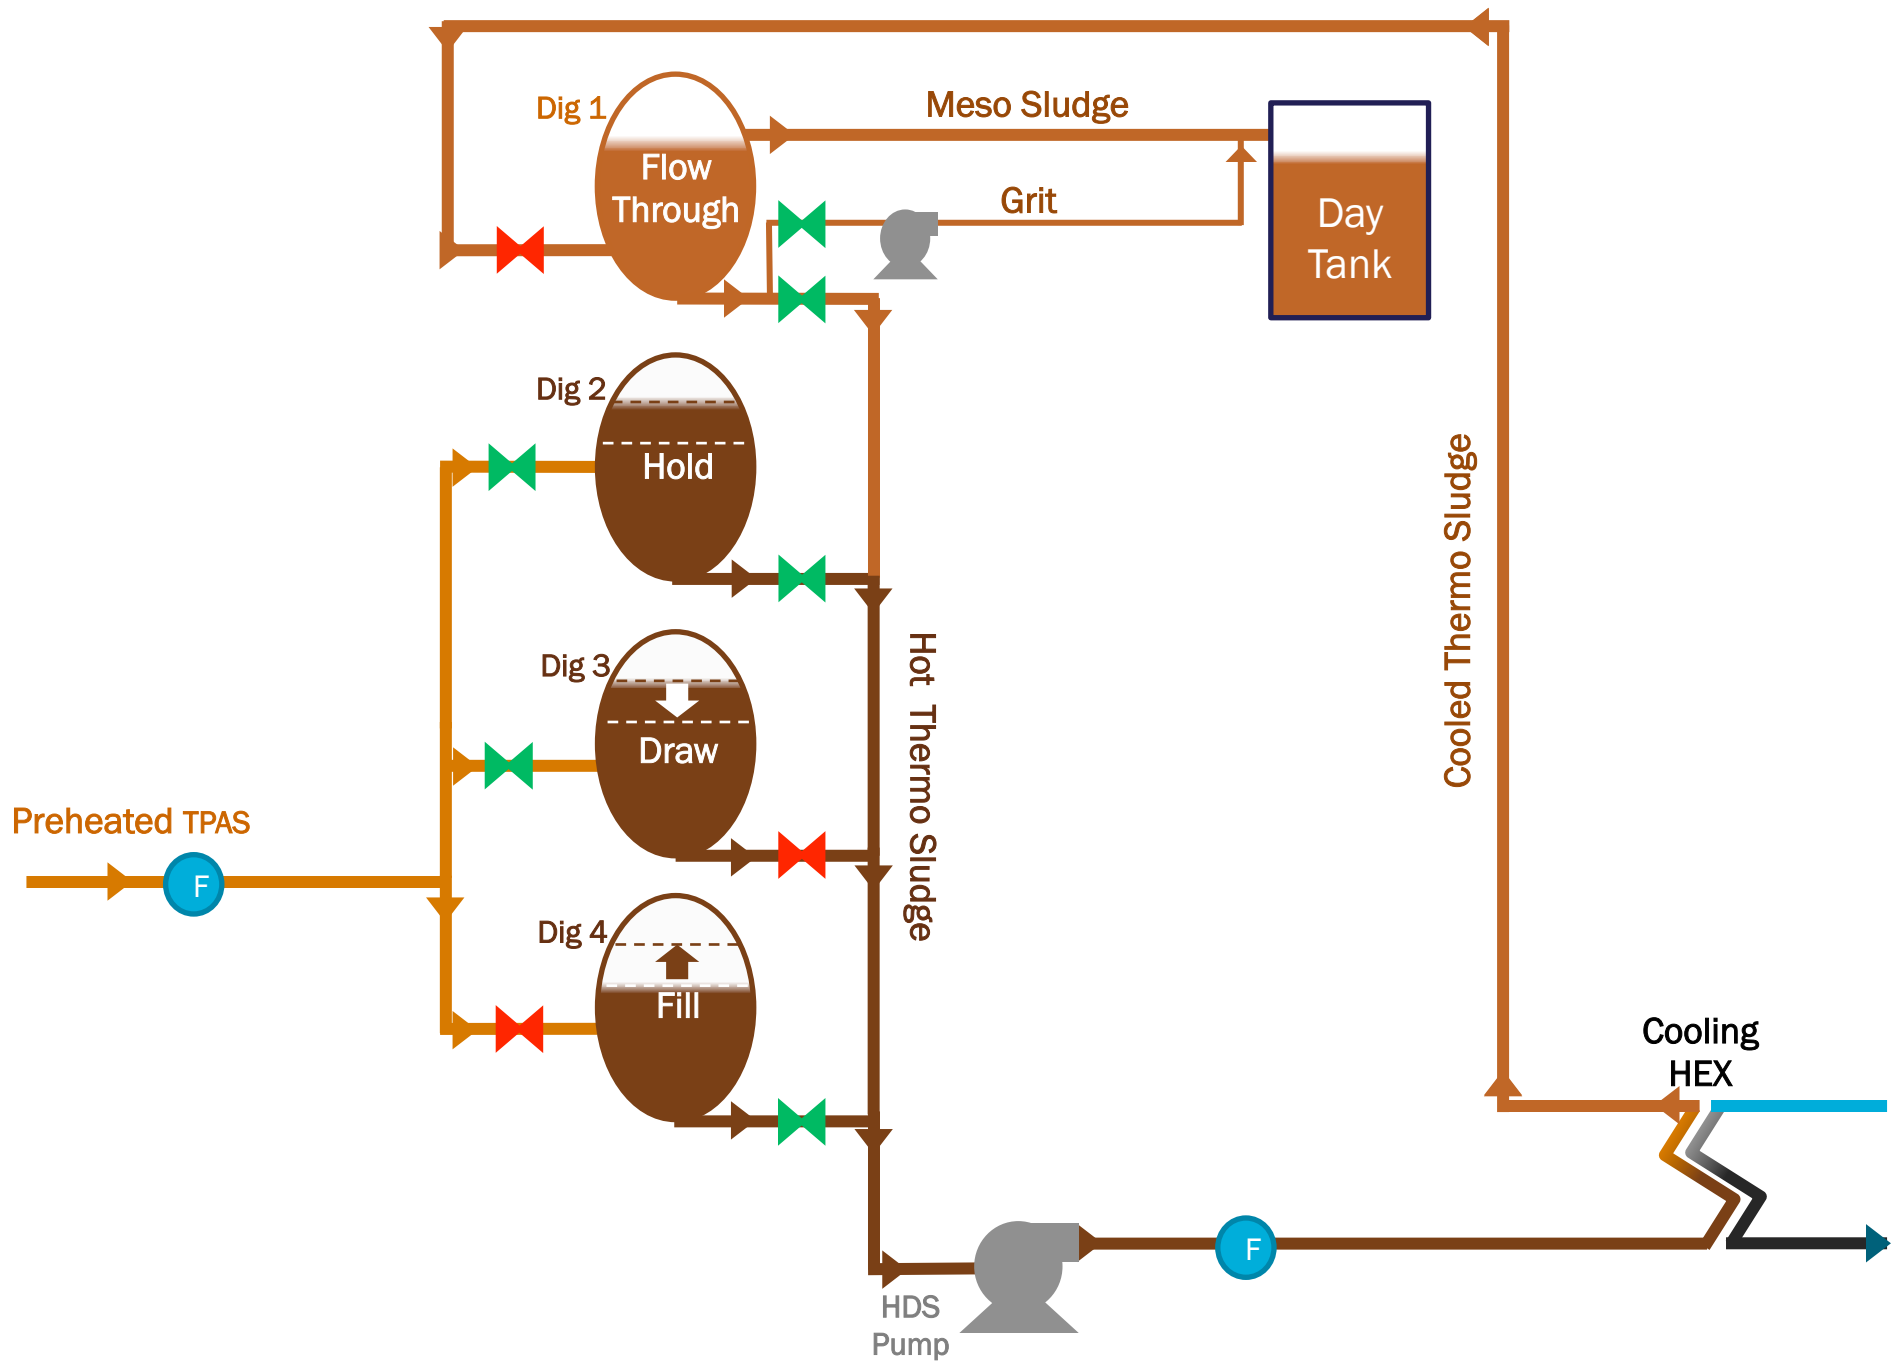 Dig 1
Meso Sludge
Flow
Through
Grit
Day
Tank
Dig 2
Hold
Dig 3
Draw
Hot Thermo Sludge
Cooled Thermo Sludge
Preheated TPAS
F
Dig 4
Fill
Cooling
HEX
F
HDS
Pump